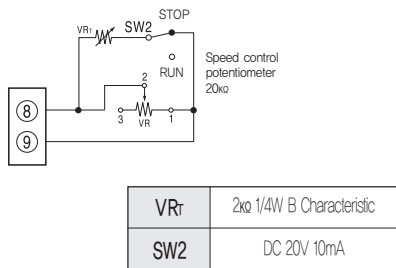 STOP
VRT SW2
RUN
Speed control
potentiometer
20KΩ
2
8
3 VR 1
9
VRT 2KΩ 1/4W B Characteristic
SW2 DC 20V 10mA